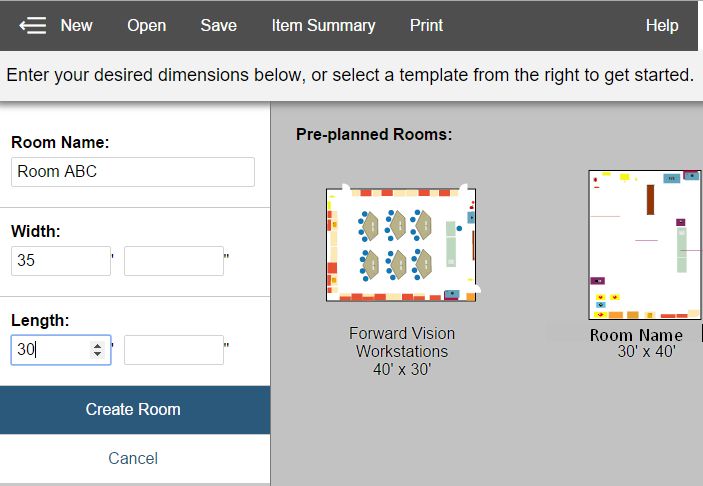 New Open Save Item Summary Print Help
Enter your desired dimensions below, or select a template from the right to get started.
Room Name:
Room ABC
Width:
35 ' "
Length:
30 ' "
Create Room
Cancel
Pre-planned Rooms:
Forward Vision
Workstations
40' x 30'
Room Name
30' x 40'